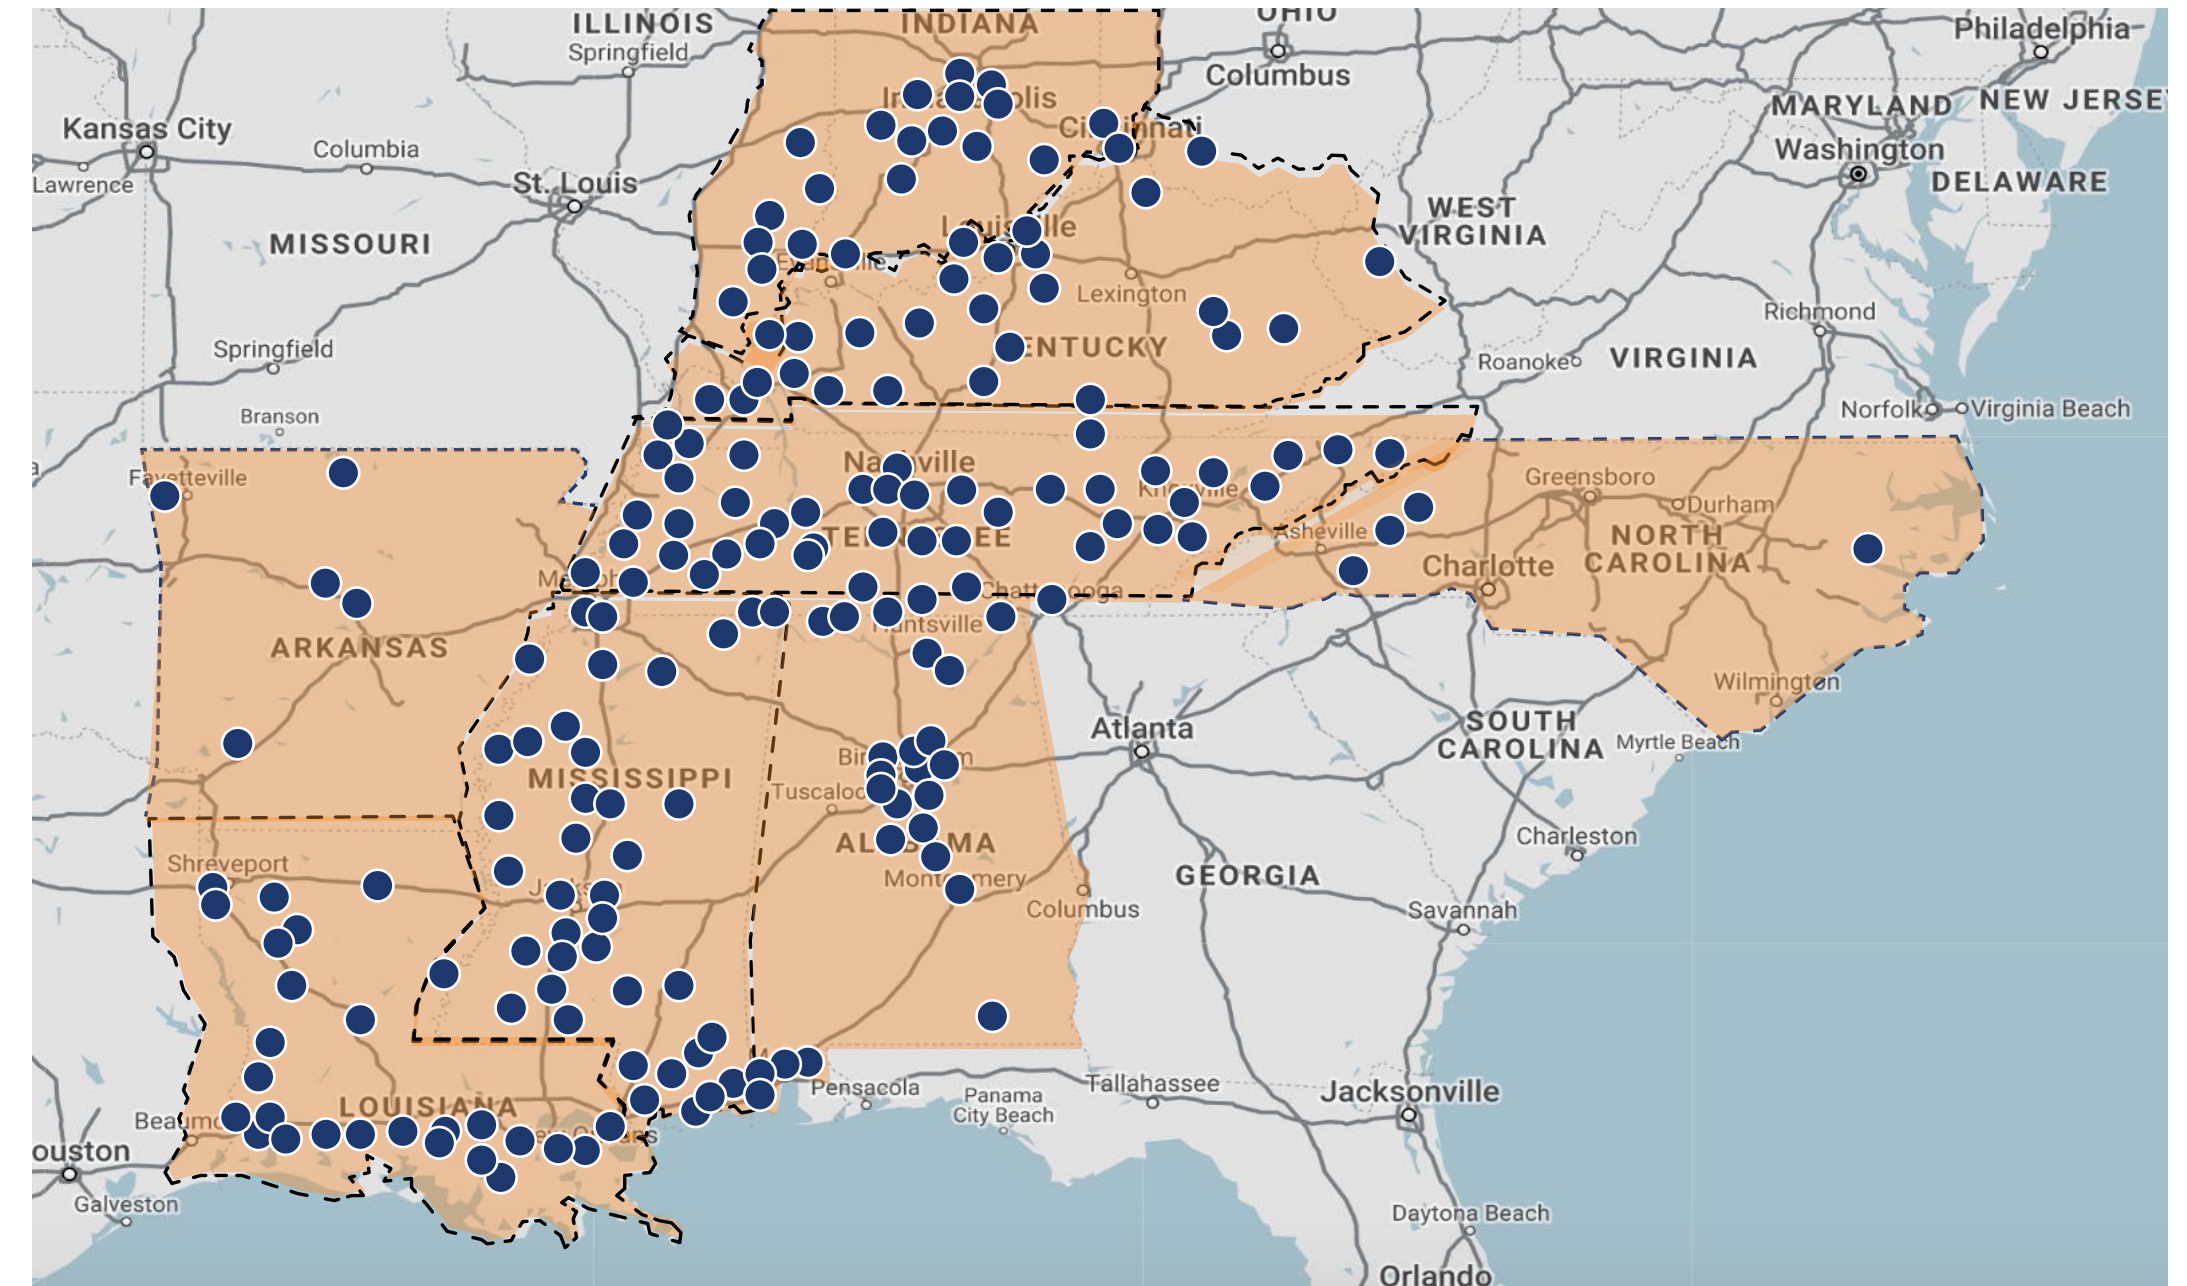 ILLINOIS
INDIANA
OHIO
Philadelphia
Springfield
Columbus
MARYLAND
NEW JERSE
Kansas City
Columbia
Washington
Lawrence
St. Louis
DELAWARE
WEST
VIRGINIA
MISSOURI
Lexington
Richmond
Springfield
ENTUCKY
Roanoke
VIRGINIA
Branson
Norfolk
Virginia Beach
Fayetteville
Greensboro
Durham
Asheville
NORTH
CAROLINA
Charlotte
Huntsville
ARKANSAS
Wilmington
Atlanta
SOUTH
CAROLINA
Myrtle Beach
MISSISSIPPI
Charleston
Shreveport
GEORGIA
Columbus
Savannah
Pensacola
Tallahassee
Jacksonville
Panama
City Beach
LOUISIANA
ouston
Galveston
Daytona Beach
Orlando